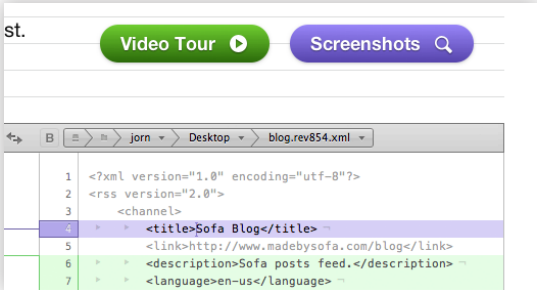 st.
Video Tour
Screenshots
B jorn Desktop blog.rev854.xml
1 <?xml version="1.0" encoding="utf-8"?>
2 <rss version="2.0">
3 <channel>
4 <title>Sofa Blog</title>
5 <link>http://www.madebysofa.com/blog</link>
6 <description>Sofa posts feed.</description>
7 <language>en-us</language>